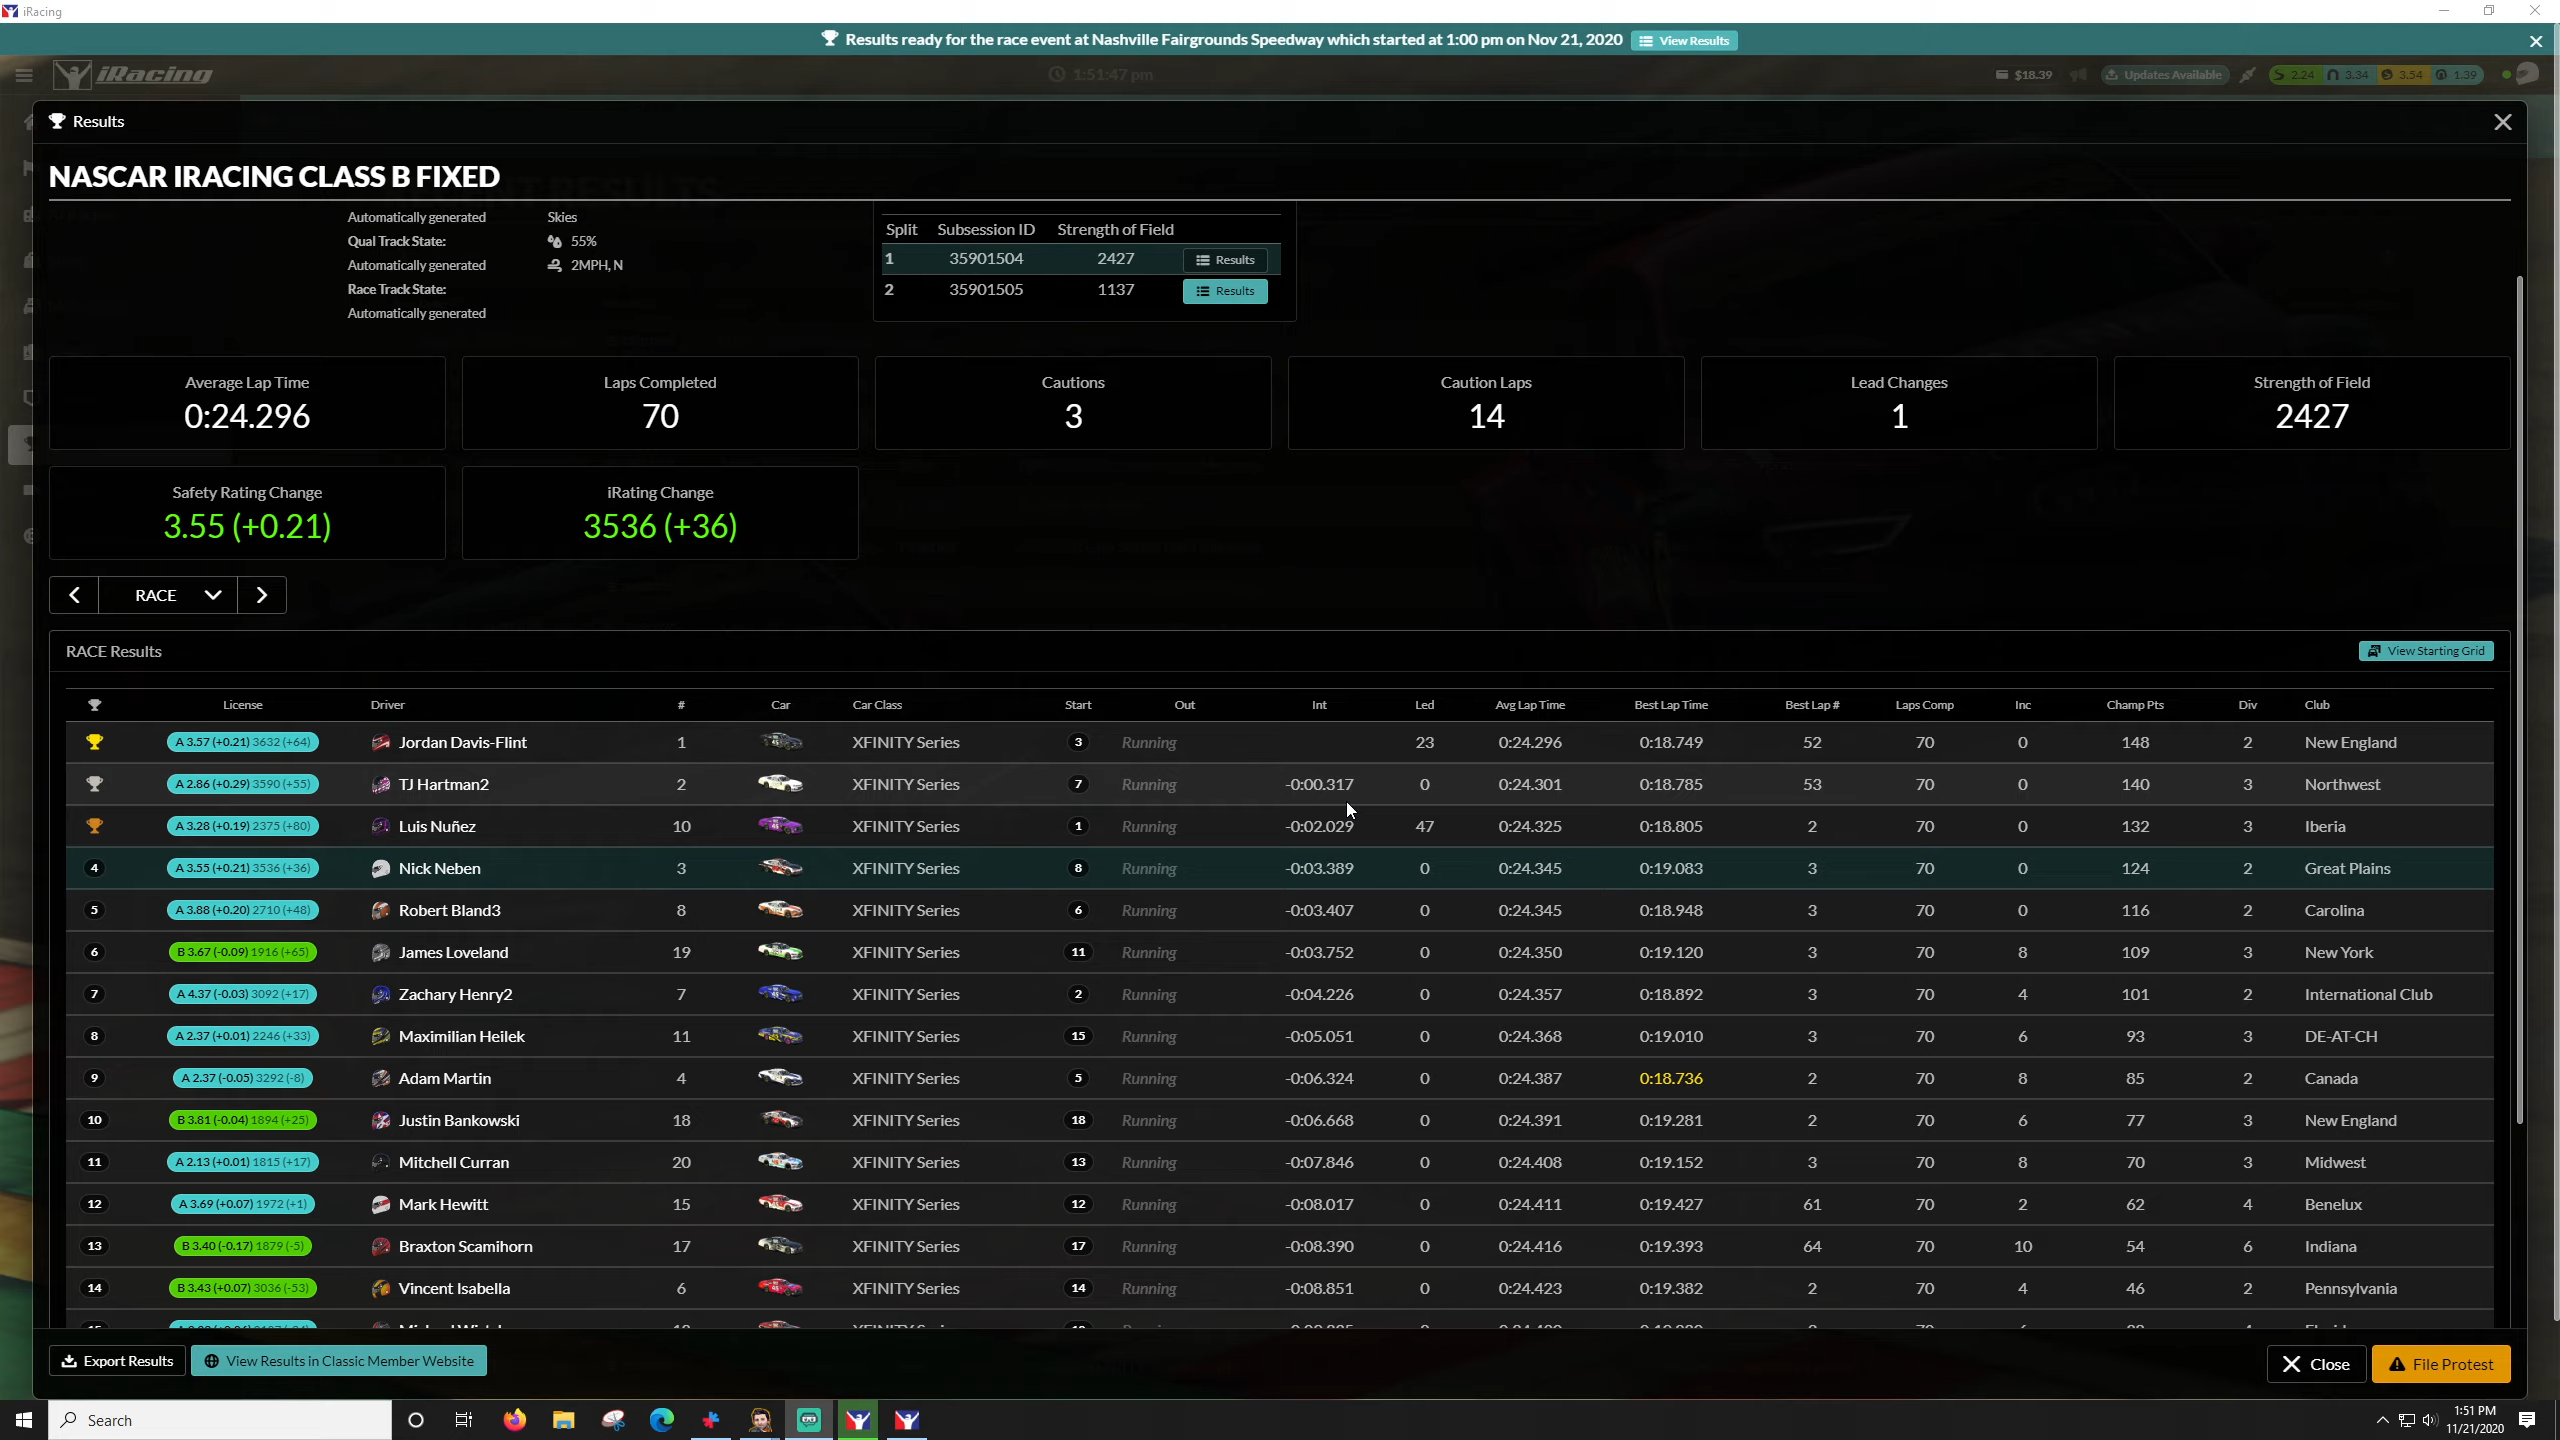 iRacing
Results ready for the race event at Nashville Fairgrounds Speedway which started at 1:00 pm on Nov 21, 2020 View Results
iRacing 1:51:47 pm $18.39 Updates Available 2.24 3.34 3.54 1.39
Results
NASCAR IRACING CLASS B FIXED
Automatically generated Skies
Qual Track State: 55%
Automatically generated 2MPH, N
Race Track State:
Automatically generated
Split Subsession ID Strength of Field
1 35901504 2427 Results
2 35901505 1137 Results
Average Lap Time Laps Completed Cautions Caution Laps Lead Changes Strength of Field
0:24.296 70 3 14 1 2427
Safety Rating Change iRating Change
3.55 (+0.21) 3536 (+36)
RACE
RACE Results View Starting Grid
License Driver # Car Car Class Start Out Int Led Avg Lap Time Best Lap Time Best Lap # Laps Comp Inc Champ Pts Div Club
A 3.57 (+0.21) 3632 (+64) Jordan Davis-Flint 1 XFINITY Series 3 Running 23 0:24.296 0:18.749 52 70 0 148 2 New England
A 2.86 (+0.29) 3590 (+55) TJ Hartman2 2 XFINITY Series 7 Running -0:00.317 0 0:24.301 0:18.785 53 70 0 140 3 Northwest
A 3.28 (+0.19) 2375 (+80) Luis Nuñez 10 XFINITY Series 1 Running -0:02.029 47 0:24.325 0:18.805 2 70 0 132 3 Iberia
4 A 3.55 (+0.21) 3536 (+36) Nick Neben 3 XFINITY Series 8 Running -0:03.389 0 0:24.345 0:19.083 3 70 0 124 2 Great Plains
5 A 3.88 (+0.20) 2710 (+48) Robert Bland3 8 XFINITY Series 6 Running -0:03.407 0 0:24.345 0:18.948 3 70 0 116 2 Carolina
6 B 3.67 (-0.09) 1916 (+65) James Loveland 19 XFINITY Series 11 Running -0:03.752 0 0:24.350 0:19.120 3 70 8 109 3 New York
7 A 4.37 (-0.03) 3092 (+17) Zachary Henry2 7 XFINITY Series 2 Running -0:04.226 0 0:24.357 0:18.892 3 70 4 101 2 International Club
8 A 2.37 (+0.01) 2246 (+33) Maximilian Heilek 11 XFINITY Series 15 Running -0:05.051 0 0:24.368 0:19.010 3 70 6 93 3 DE-AT-CH
9 A 2.37 (-0.05) 3292 (-8) Adam Martin 4 XFINITY Series 5 Running -0:06.324 0 0:24.387 0:18.736 2 70 8 85 2 Canada
10 B 3.81 (-0.04) 1894 (+25) Justin Bankowski 18 XFINITY Series 18 Running -0:06.668 0 0:24.391 0:19.281 2 70 6 77 3 New England
11 A 2.13 (+0.01) 1815 (+17) Mitchell Curran 20 XFINITY Series 13 Running -0:07.846 0 0:24.408 0:19.152 3 70 8 70 3 Midwest
12 A 3.69 (+0.07) 1972 (+1) Mark Hewitt 15 XFINITY Series 12 Running -0:08.017 0 0:24.411 0:19.427 61 70 2 62 4 Benelux
13 B 3.40 (-0.17) 1879 (-5) Braxton Scamihorn 17 XFINITY Series 17 Running -0:08.390 0 0:24.416 0:19.393 64 70 10 54 6 Indiana
14 B 3.43 (+0.07) 3036 (-53) Vincent Isabella 6 XFINITY Series 14 Running -0:08.851 0 0:24.423 0:19.382 2 70 4 46 2 Pennsylvania
Export Results View Results in Classic Member Website Close File Protest
Search 1:51 PM
11/21/2020